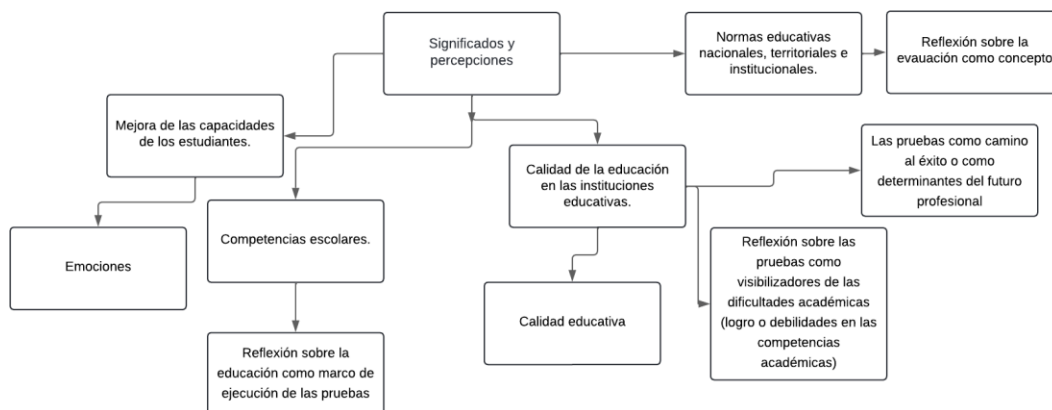 Significados y
percepciones
Normas educativas
nacionales, territoriales e
institucionales.
Reflexión sobre la
evauación como concepto
Mejora de las capacidades
de los estudiantes.
Calidad de la educación
en las instituciones
educativas.
Las pruebas como camino
al éxito o como
determinantes del futuro
profesional
Emociones
Competencias escolares.
Reflexión sobre las
pruebas como
visibilizadores de las
dificultades académicas
(logro o debilidades en las
competencias
académicas)
Calidad educativa
Reflexión sobre la
educación como marco de
ejecución de las pruebas